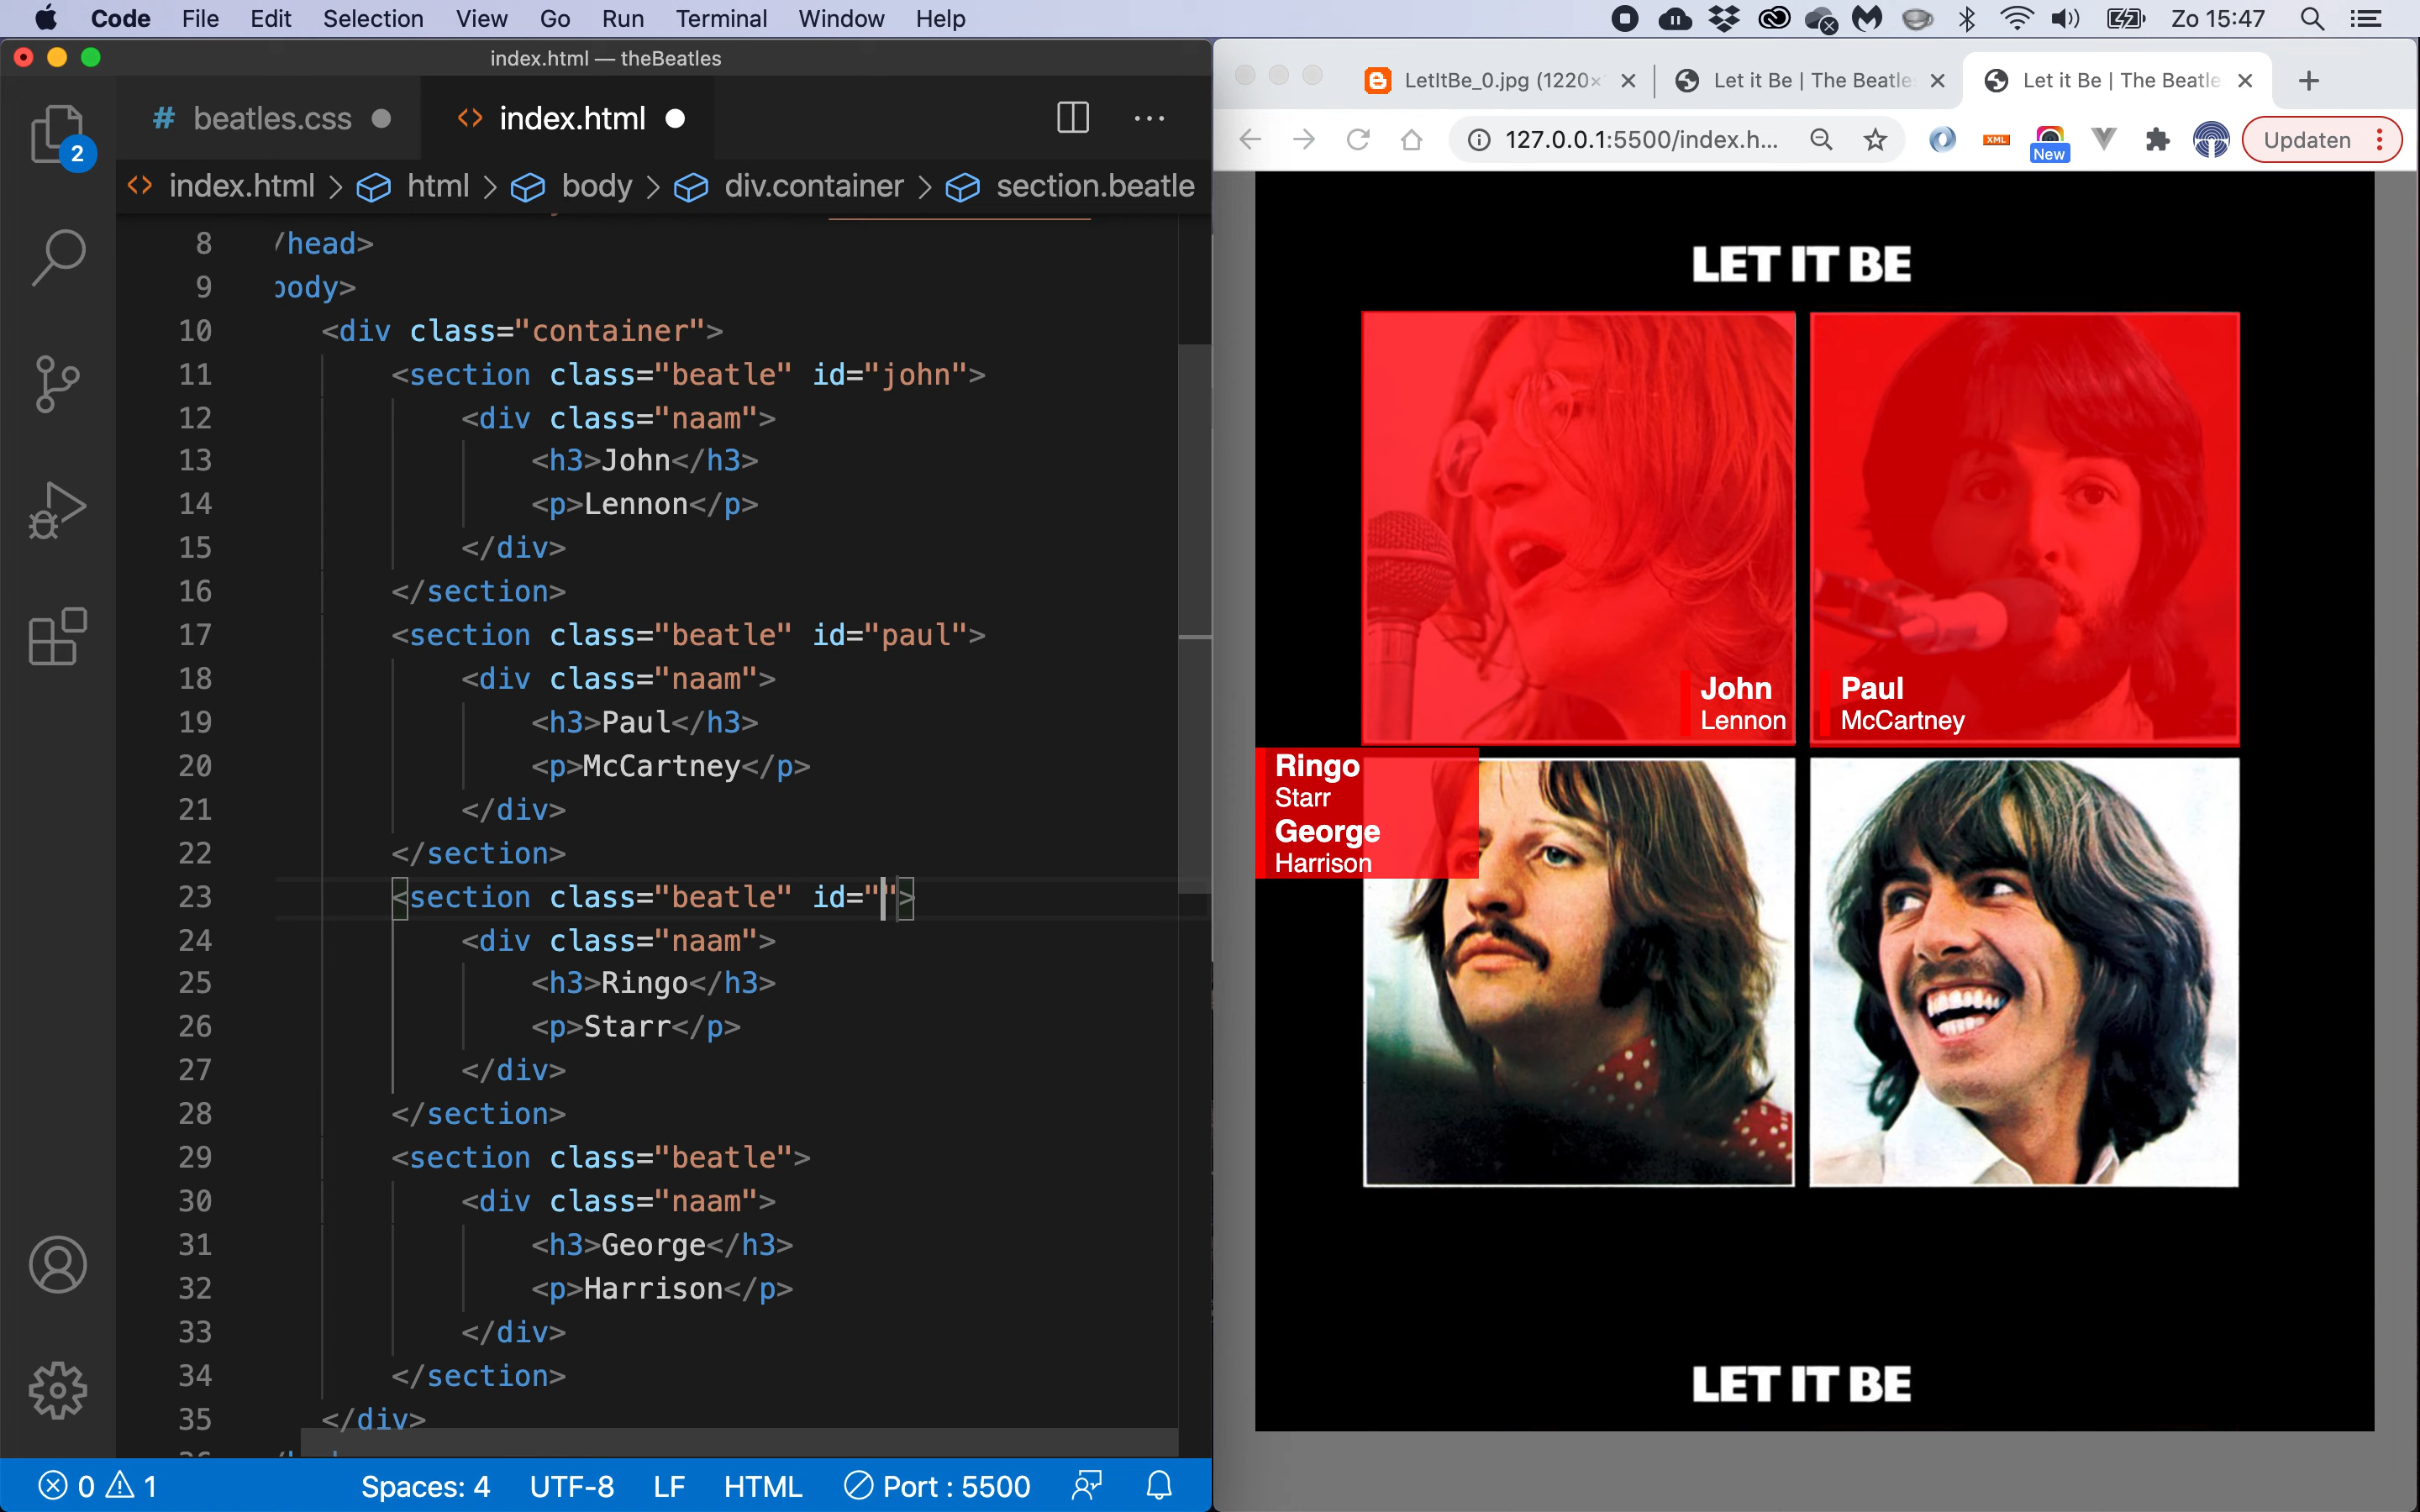 Code File Edit Selection View Go Run Terminal Window Help
Zo 15:47
index.html — theBeatles
# beatles.css
<> index.html
<> index.html > html > body > div.container > section.beatle
8 /head>
9 body>
10 <div class="container">
11 <section class="beatle" id="john">
12 <div class="naam">
13 <h3>John</h3>
14 <p>Lennon</p>
15 </div>
16 </section>
17 <section class="beatle" id="paul">
18 <div class="naam">
19 <h3>Paul</h3>
20 <p>McCartney</p>
21 </div>
22 </section>
23 <section class="beatle" id="">
24 <div class="naam">
25 <h3>Ringo</h3>
26 <p>Starr</p>
27 </div>
28 </section>
29 <section class="beatle">
30 <div class="naam">
31 <h3>George</h3>
32 <p>Harrison</p>
33 </div>
34 </section>
35 </div>
2
0 1 Spaces: 4 UTF-8 LF HTML Port : 5500
LetItBe_0.jpg (1220×
Let it Be | The Beatle
Let it Be | The Beatle
127.0.0.1:5500/index.h...
XML
New
Updaten
LET IT BE
John
Lennon
Paul
McCartney
Ringo
Starr
George
Harrison
LET IT BE